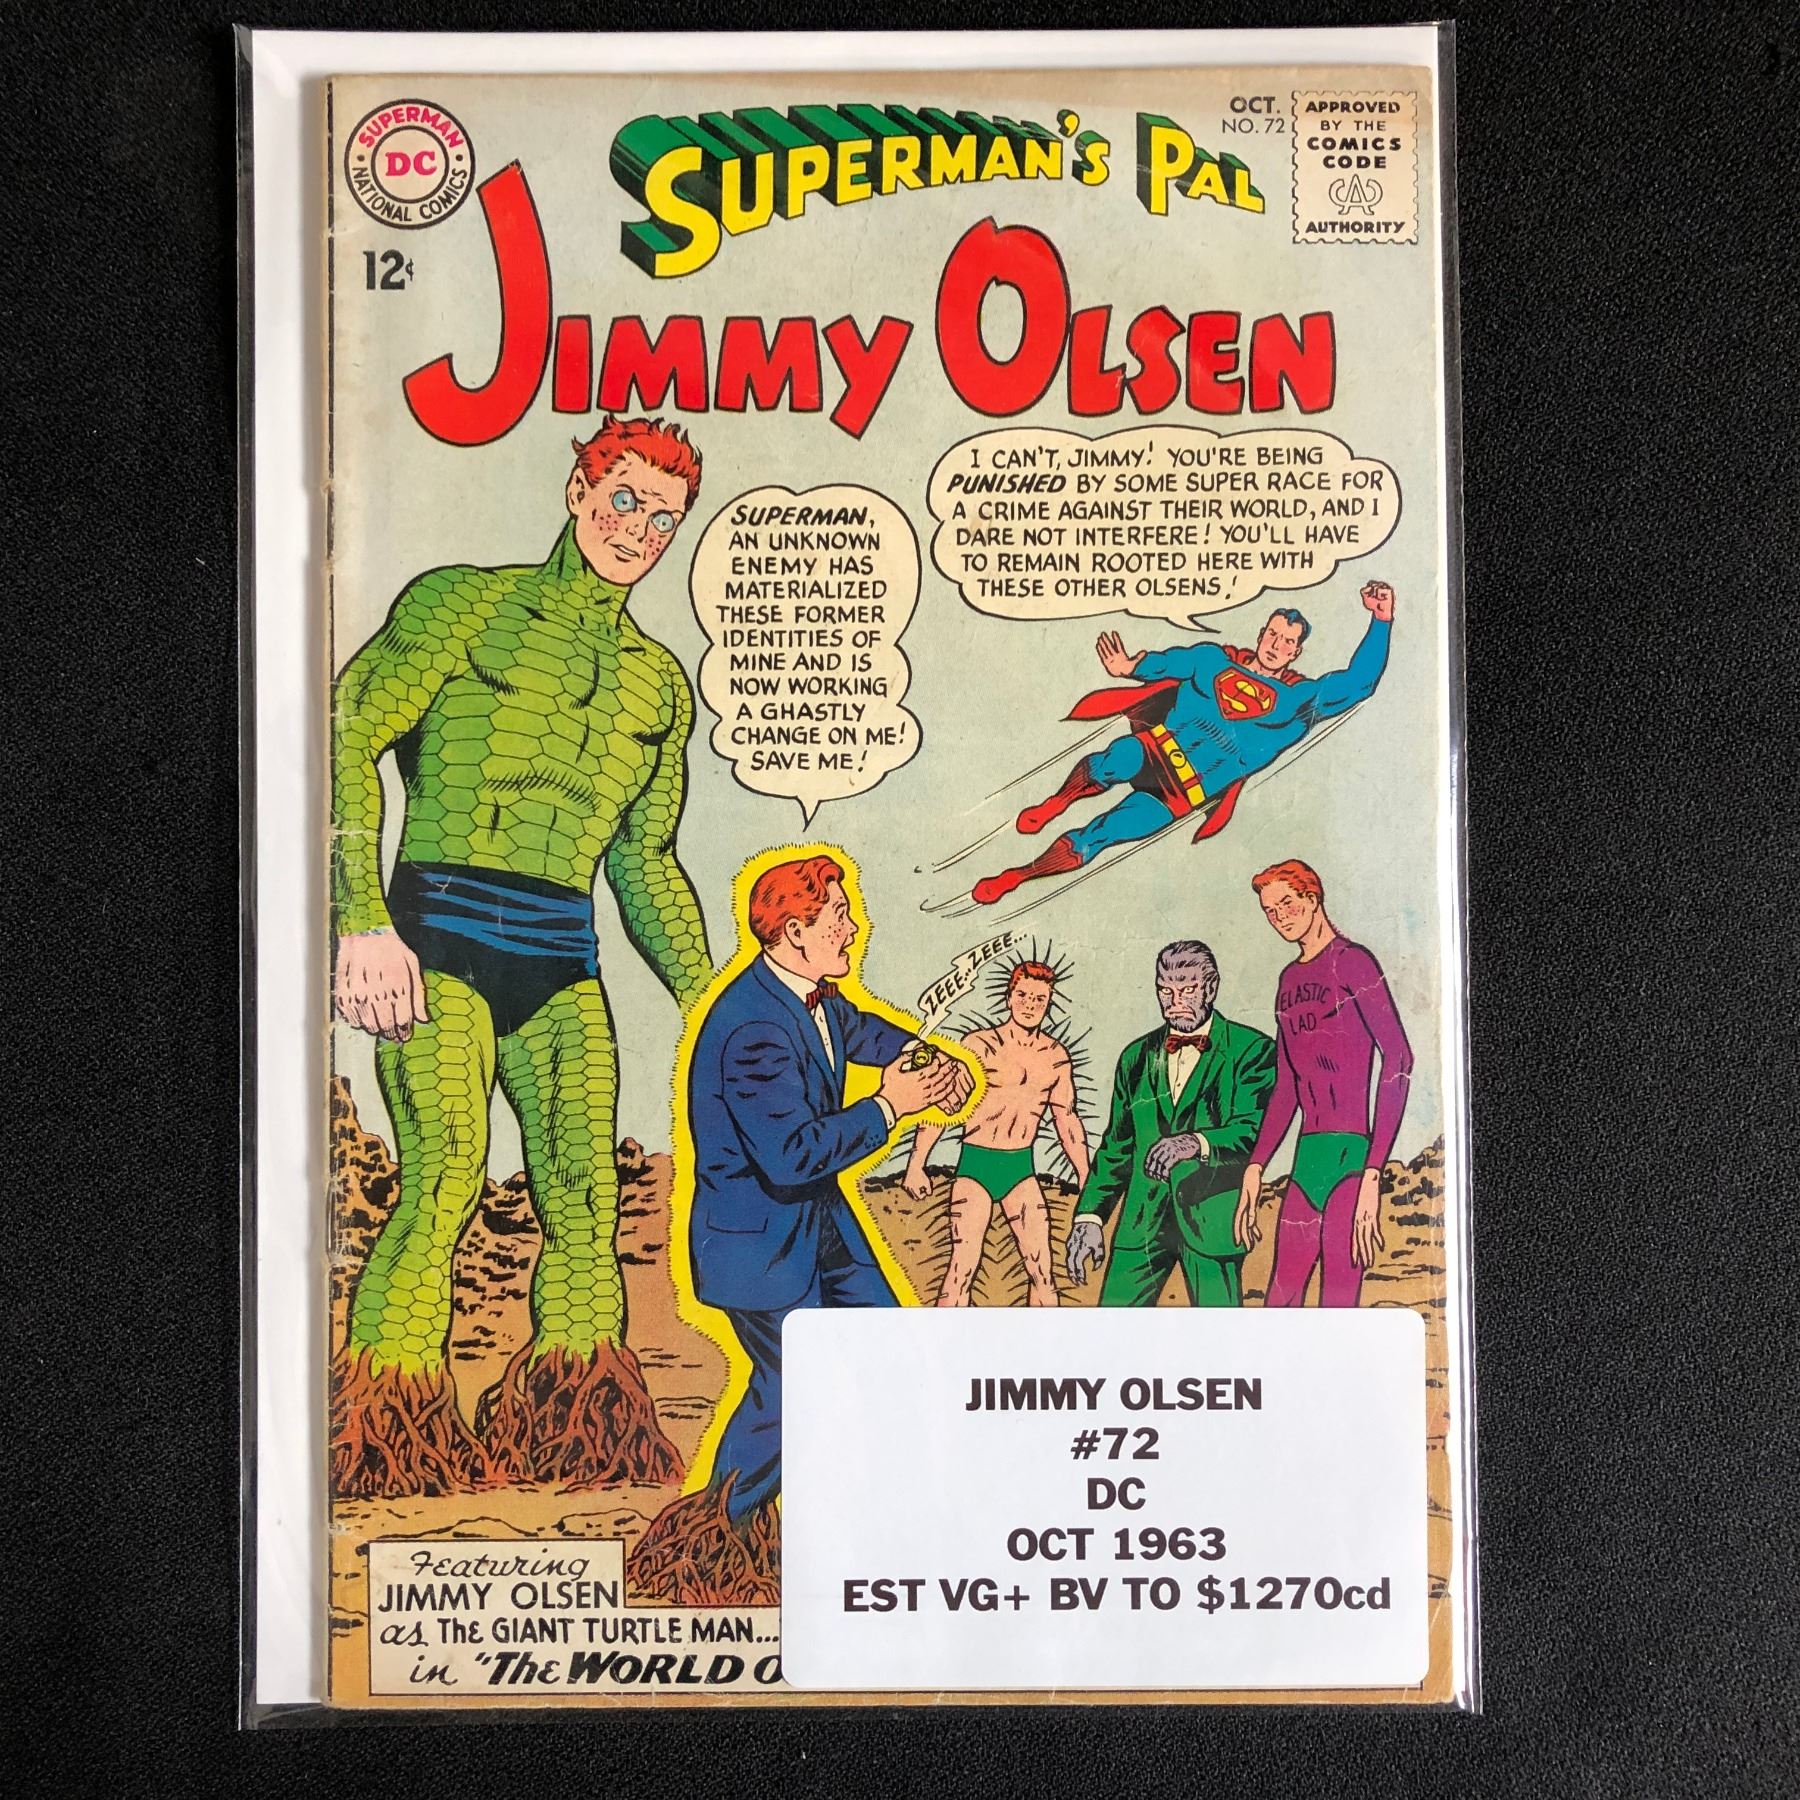 SUPERMAN
DC
NATIONAL COMICS
12¢
SUPERMAN'S PAL
JIMMY OLSEN
OCT.
NO. 72
APPROVED
BY THE
COMICS
CODE
CA
AUTHORITY
SUPERMAN,
AN UNKNOWN
ENEMY HAS
MATERIALIZED
THESE FORMER
IDENTITIES OF
MINE AND IS
NOW WORKING
A GHASTLY
CHANGE ON ME!
SAVE ME!
I CAN'T, JIMMY! YOU'RE BEING
PUNISHED BY SOME SUPER RACE FOR
A CRIME AGAINST THEIR WORLD, AND I
DARE NOT INTERFERE! YOU'LL HAVE
TO REMAIN ROOTED HERE WITH
THESE OTHER OLSENS!
S
ZEEE..ZEEE...
ELASTIC
LAD
Featuring
JIMMY OLSEN
as THE GIANT TURTLE MAN...
in "The WORLD O
JIMMY OLSEN
#72
DC
OCT 1963
EST VG+ BV TO $1270cd